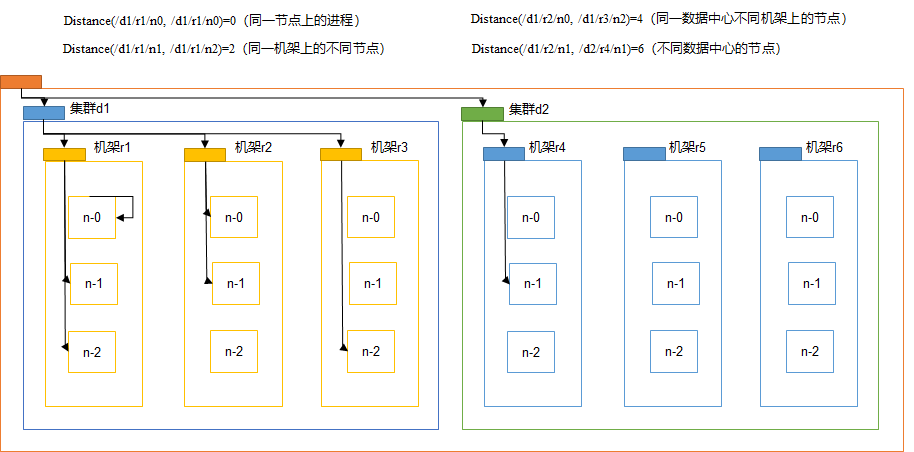 Distance(/d1/r1/n0, /d1/r1/n0)=0（同一节点上的进程）
Distance(/d1/r2/n0, /d1/r3/n2)=4（同一数据中心不同机架上的节点）
Distance(/d1/r1/n1, /d1/r1/n2)=2（同一机架上的不同节点）
Distance(/d1/r2/n1, /d2/r4/n1)=6（不同数据中心的节点）
集群d1
集群d2
机架r1
机架r2
机架r3
机架r4
机架r5
机架r6
n-0
n-0
n-0
n-0
n-0
n-0
n-1
n-1
n-1
n-1
n-1
n-1
n-2
n-2
n-2
n-2
n-2
n-2